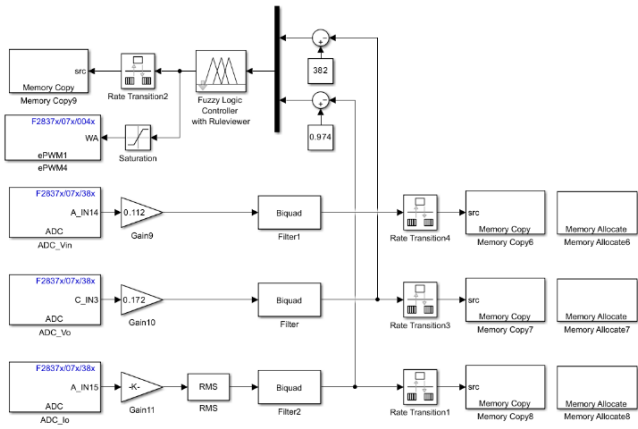 382
src
Memory Copy
Memory Copy9
Rate Transition2
Fuzzy Logic
Controller
with Ruleviewer
0.974
F2837x/07x/004x
WA
ePWM1
ePWM4
Saturation
F2837x/07x/38x
A_IN14
ADC
ADC_Vin
0.112
Gain9
Biquad
Filter1
Rate Transition4
src
Memory Copy
Memory Copy6
Memory Allocate
Memory Allocate6
F2837x/07x/38x
C_IN3
ADC
ADC_Vo
0.172
Gain10
Biquad
Filter
Rate Transition3
src
Memory Copy
Memory Copy7
Memory Allocate
Memory Allocate7
F2837x/07x/38x
A_IN15
ADC
ADC_Io
-K-
Gain11
RMS
RMS
Biquad
Filter2
Rate Transition1
src
Memory Copy
Memory Copy8
Memory Allocate
Memory Allocate8